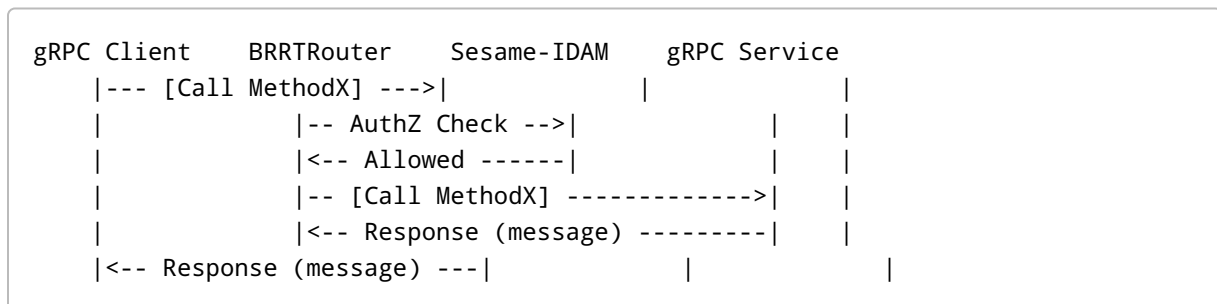 gRPC Client    BRRTRouter    Sesame-IDAM    gRPC Service
    |--- [Call MethodX] --->|           |            |
    |            |-- AuthZ Check -->|           |    |
    |            |<-- Allowed ------|           |    |
    |            |-- [Call MethodX] ------------->|    |
    |            |<-- Response (message) ---------|    |
    |<-- Response (message) ---|            |            |